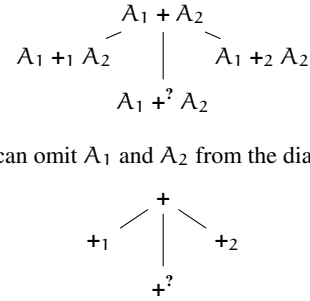 A₁ + A₂
A₁ +₁ A₂ A₁ +₂ A₂
A₁ +? A₂
can omit A₁ and A₂ from the dia
+
+₁ +₂
+?